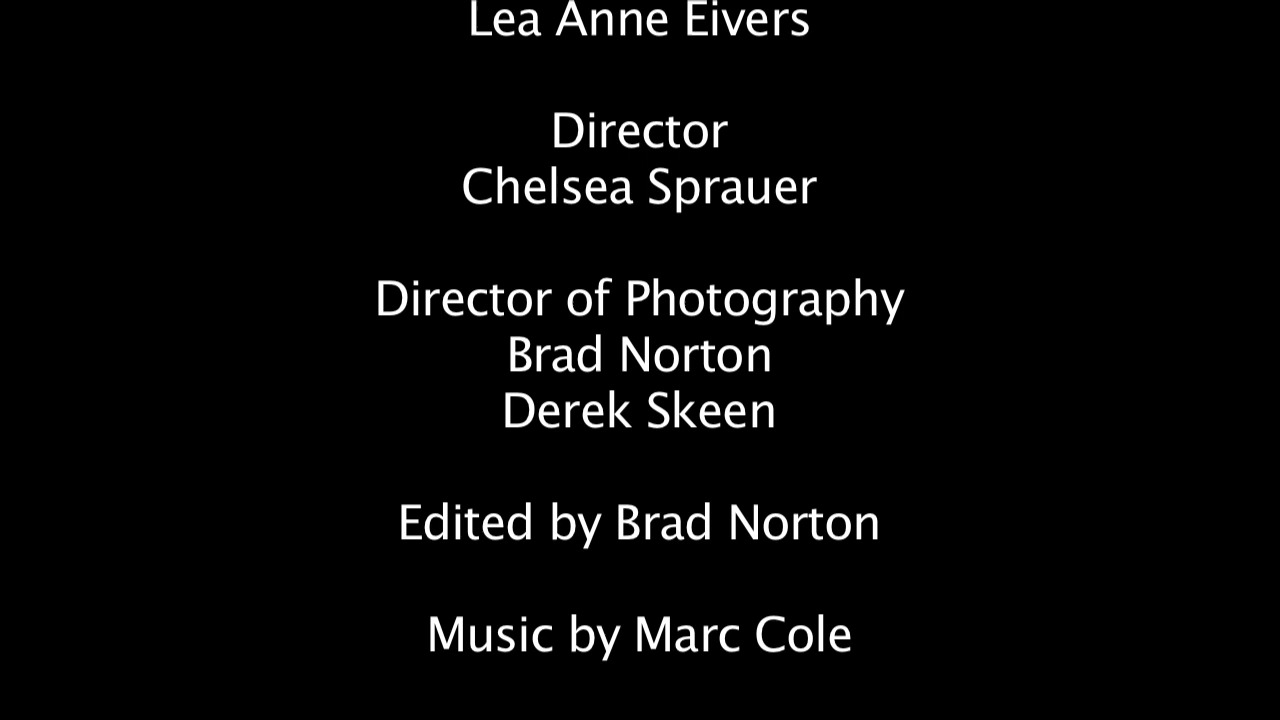 Lea Anne Eivers
Director
Chelsea Sprauer
Director of Photography
Brad Norton
Derek Skeen
Edited by Brad Norton
Music by Marc Cole